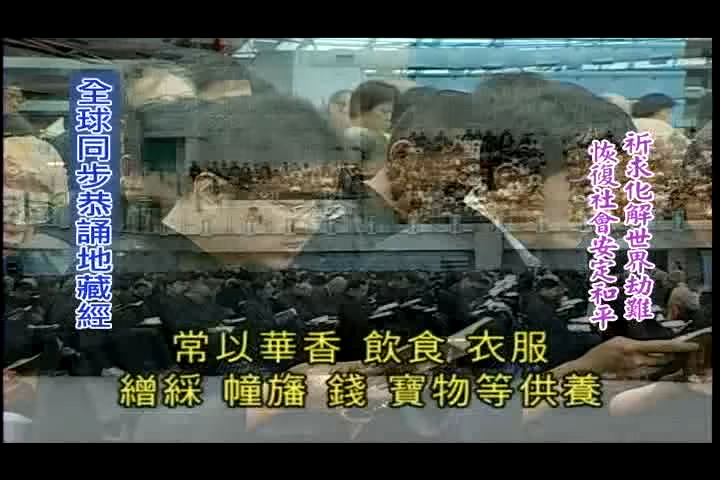 全球同步恭誦地藏經
祈求化解世界劫難
恢復社會安定和平
常以華香 飲食 衣服
繒綵 幢旛 錢 寶物等供養